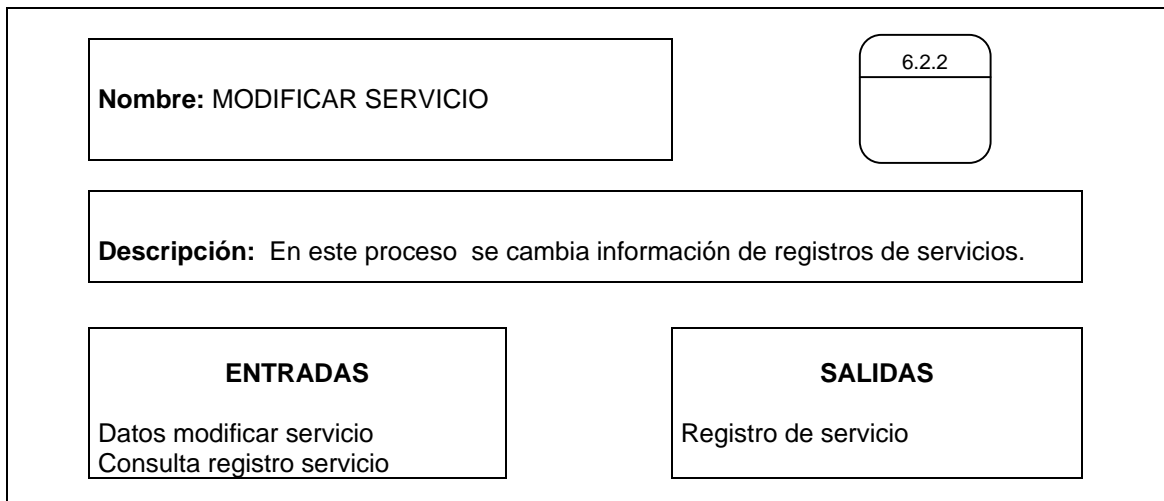 6.2.2
Nombre: MODIFICAR SERVICIO
Descripción: En este proceso se cambia información de registros de servicios.
ENTRADAS
Datos modificar servicio
Consulta registro servicio
SALIDAS
Registro de servicio